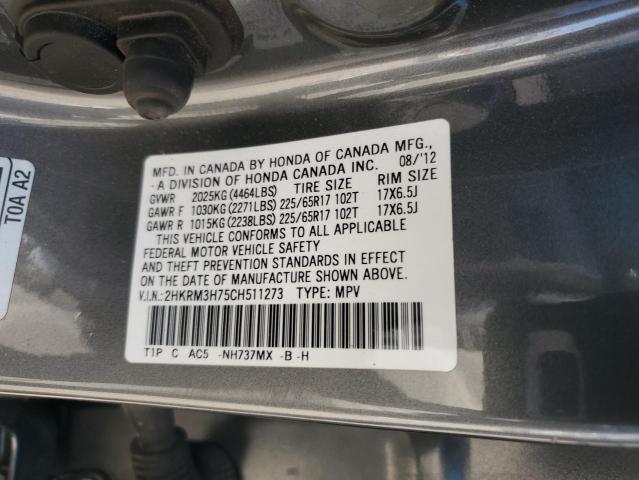 MFD. IN CANADA BY HONDA OF CANADA MFG.,
A DIVISION OF HONDA CANADA INC. 08/'12
GVWR 2025KG (4464LBS) TIRE SIZE RIM SIZE
GAWR F 1030KG (2271LBS) 225/65R17 102T 17X6.5J
GAWR R 1015KG (2238LBS) 225/65R17 102T 17X6.5J
THIS VEHICLE CONFORMS TO ALL APPLICABLE
FEDERAL MOTOR VEHICLE SAFETY
AND THEFT PREVENTION STANDARDS IN EFFECT
ON THE DATE OF MANUFACTURE SHOWN ABOVE.
V.I.N.: 2HKRM3H75CH511273 TYPE: MPV
T1P C AC5 -NH737MX -B -H
TOA A2